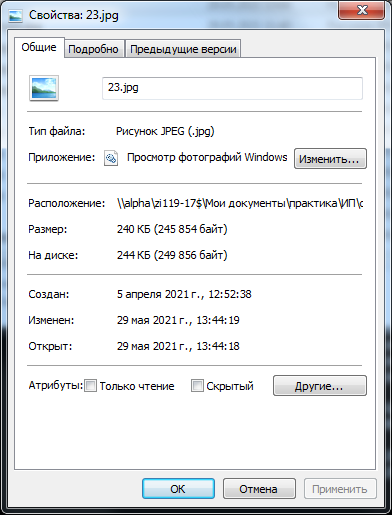 Свойства: 23.jpg
Общие Подробно Предыдущие версии
23.jpg
Тип файла: Рисунок JPEG (.jpg)
Приложение: Просмотр фотографий Windows Изменить...
Расположение: \\alpha\zi119-17$\Мои документы\практика\ИП\
Размер: 240 КБ (245 854 байт)
На диске: 244 КБ (249 856 байт)
Создан: 5 апреля 2021 г., 12:52:38
Изменен: 29 мая 2021 г., 13:44:19
Открыт: 29 мая 2021 г., 13:44:18
Атрибуты: Только чтение Скрытый Другие...
ОК Отмена Применить